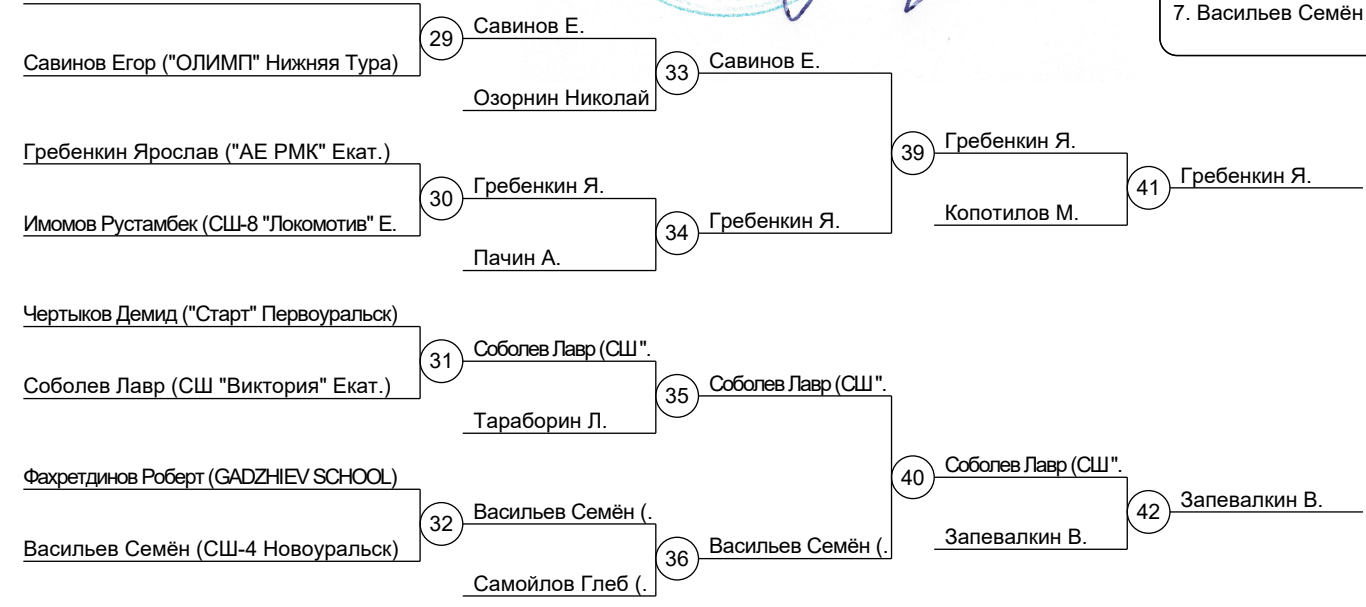 7. Васильев Семён
29
Савинов Е.
Савинов Егор ("ОЛИМП" Нижняя Тура)
33
Савинов Е.
Озорнин Николай
Гребенкин Ярослав ("АЕ РМК" Екат.)
39
Гребенкин Я.
30
Гребенкин Я.
41
Гребенкин Я.
Имомов Рустамбек (СШ-8 "Локомотив" Е.
34
Гребенкин Я.
Копотилов М.
Пачин А.
Чертыков Демид ("Старт" Первоуральск)
31
Соболев Лавр (СШ ".
Соболев Лавр (СШ "Виктория" Екат.)
35
Соболев Лавр (СШ ".
Тараборин Л.
Фахретдинов Роберт (GADZHIEV SCHOOL)
40
Соболев Лавр (СШ ".
32
Васильев Семён (.
42
Запевалкин В.
Васильев Семён (СШ-4 Новоуральск)
36
Васильев Семён (.
Запевалкин В.
Самойлов Глеб (.